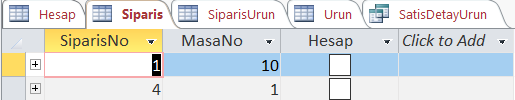 Hesap Siparis SiparisUrun Urun SatisDetayUrun
SiparisNo MasaNo Hesap Click to Add
1 10
4 1